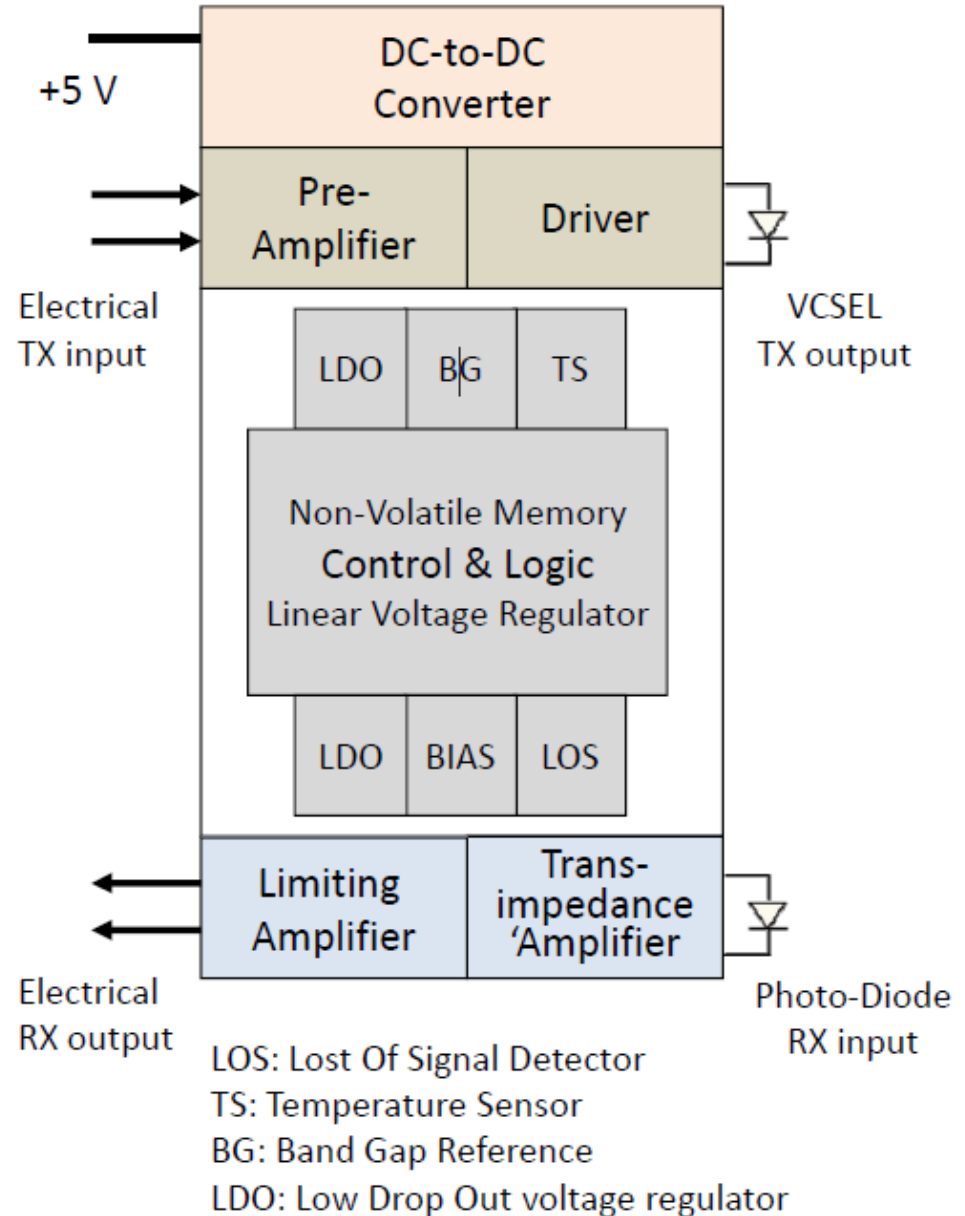 DC-to-DC
Converter
+5 V
Pre-
Amplifier
Driver
Electrical
TX input
VCSEL
TX output
LDO
BG
TS
Non-Volatile Memory
Control & Logic
Linear Voltage Regulator
LDO
BIAS
LOS
Limiting
Amplifier
Trans-
impedance
‘Amplifier
Electrical
RX output
Photo-Diode
RX input
LOS: Lost Of Signal Detector
TS: Temperature Sensor
BG: Band Gap Reference
LDO: Low Drop Out voltage regulator